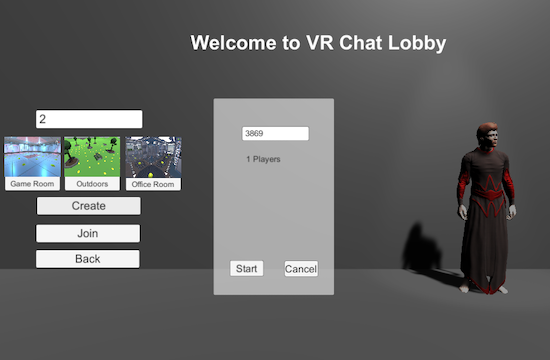 Welcome to VR Chat Lobby
2
Game Room
Outdoors
Office Room
Create
Join
Back
3869
1 Players
Start
Cancel